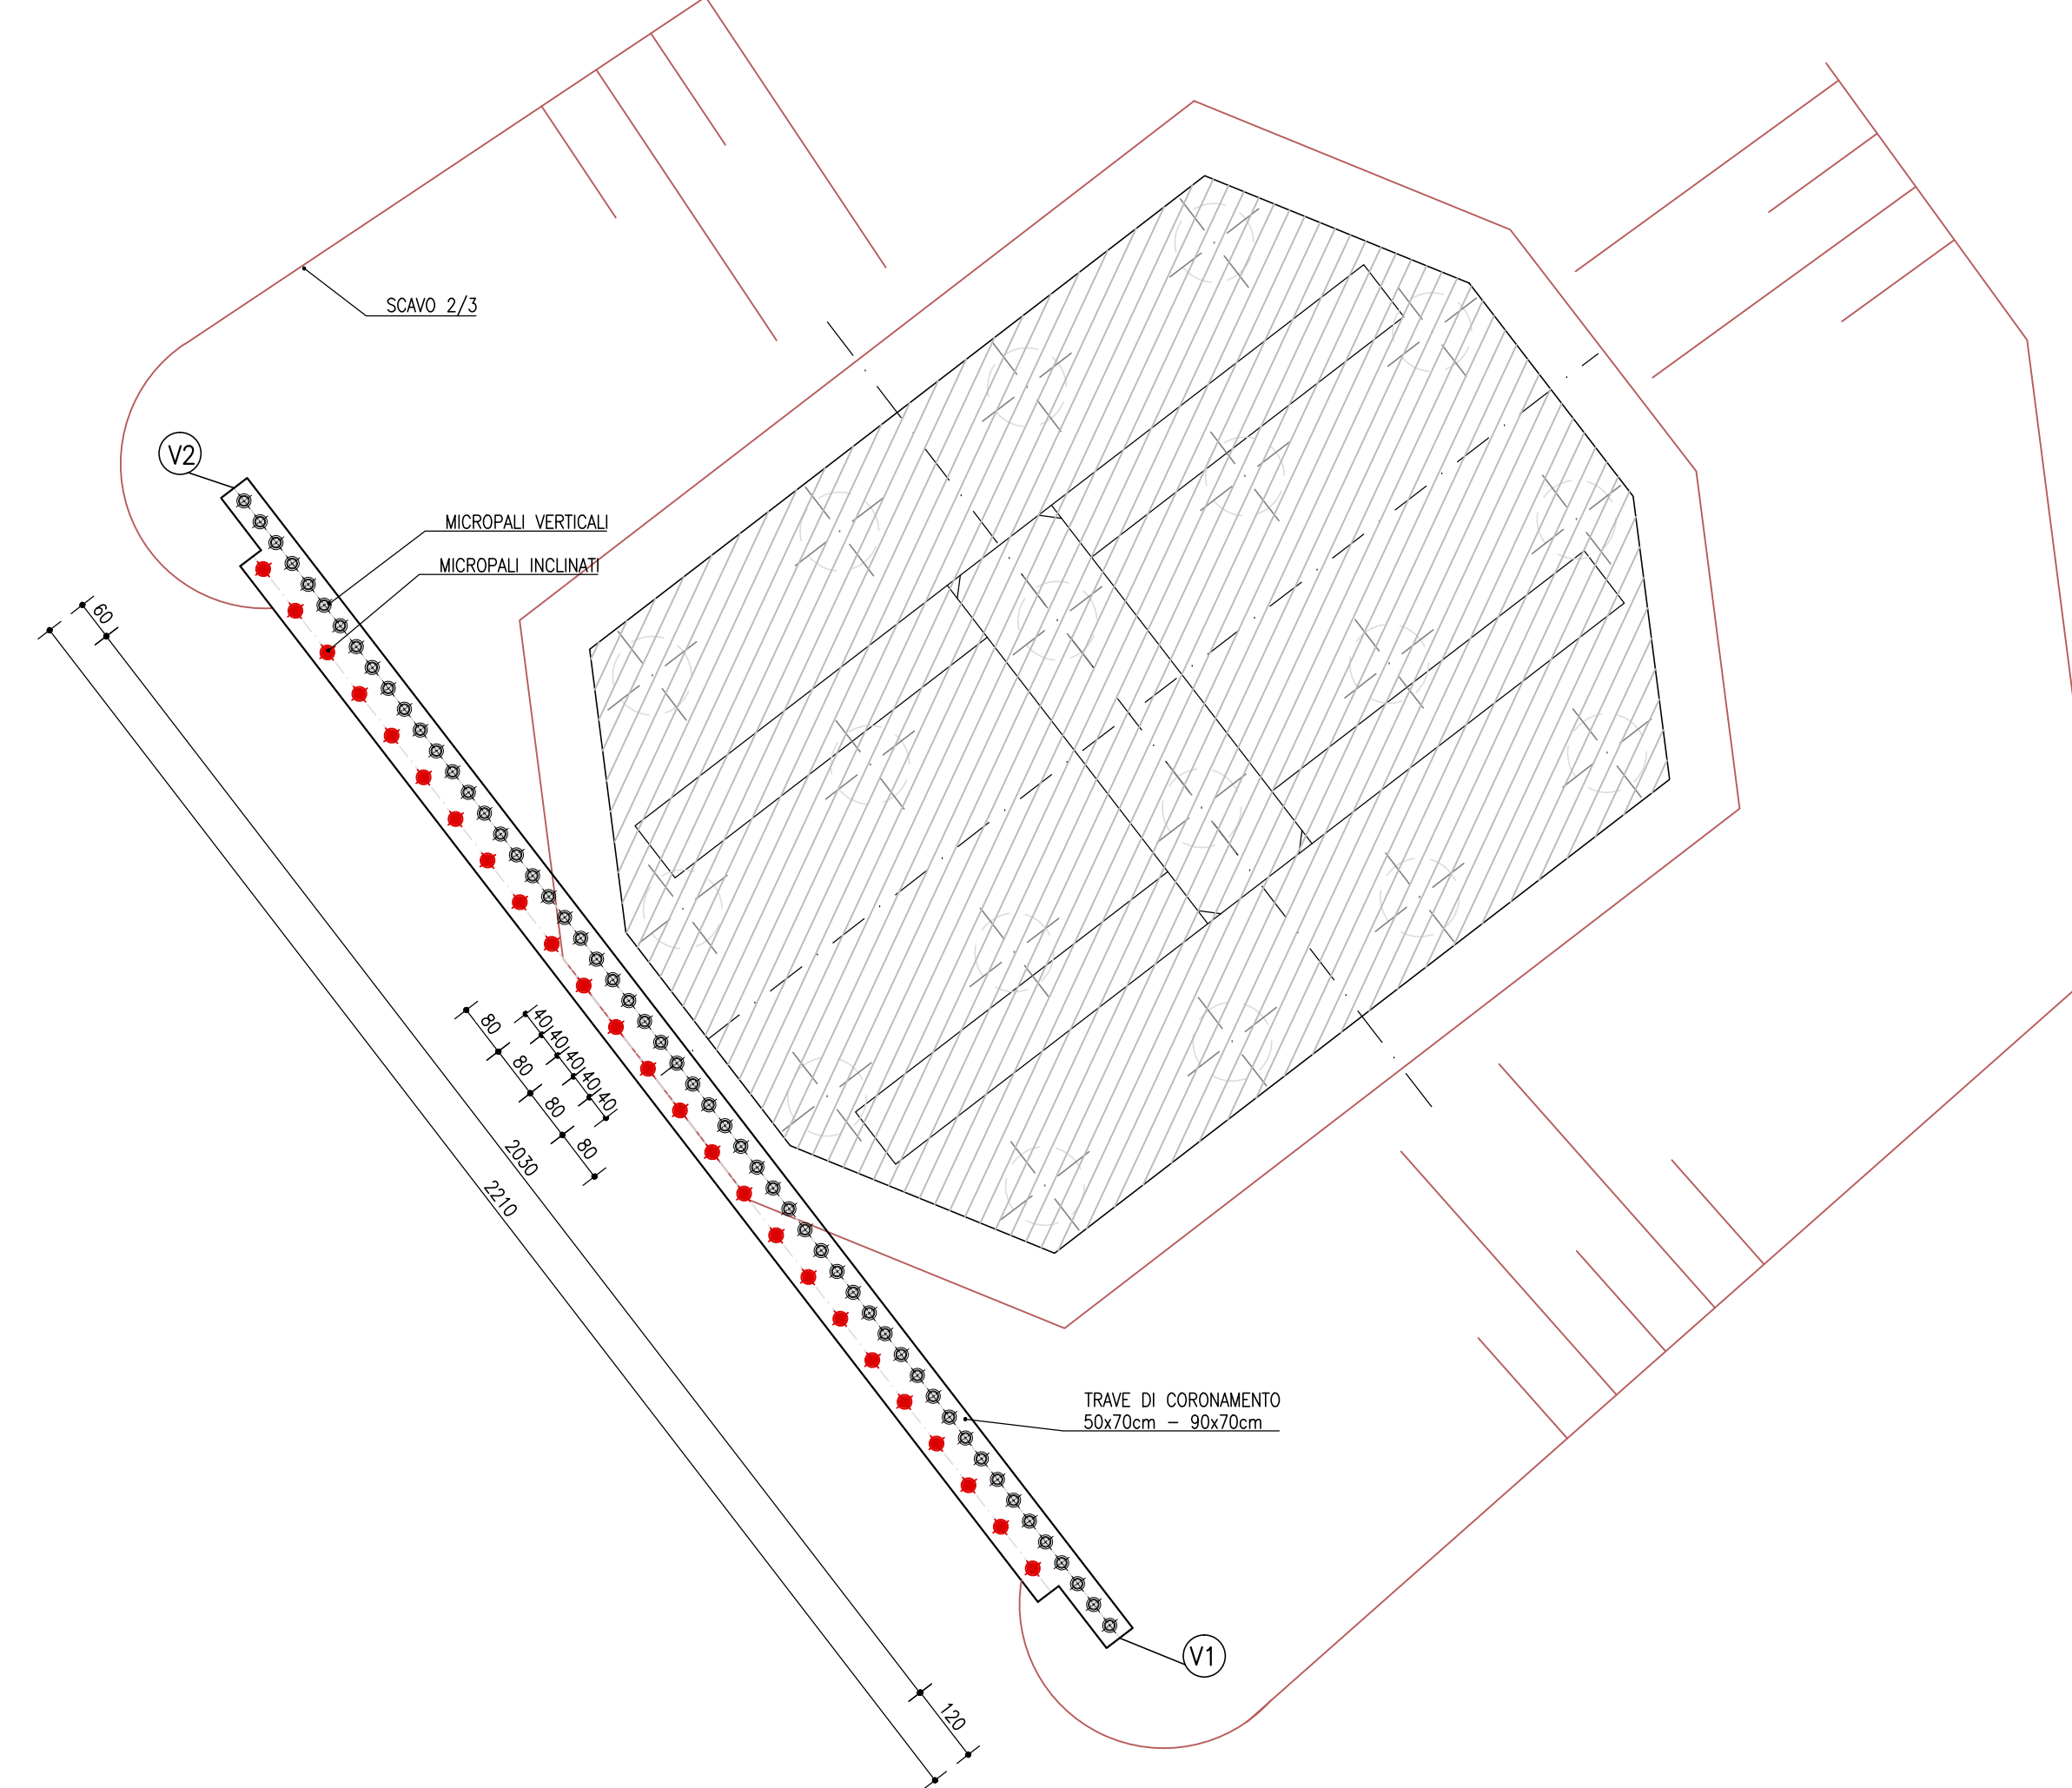 SCAVO 2/3
V2
MICROPALI VERTICALI
MICROPALI INCLINATI
60
80
80
80
80
40
40
40
40
40
2030
2210
TRAVE DI CORONAMENTO
50x70cm – 90x70cm
V1
120